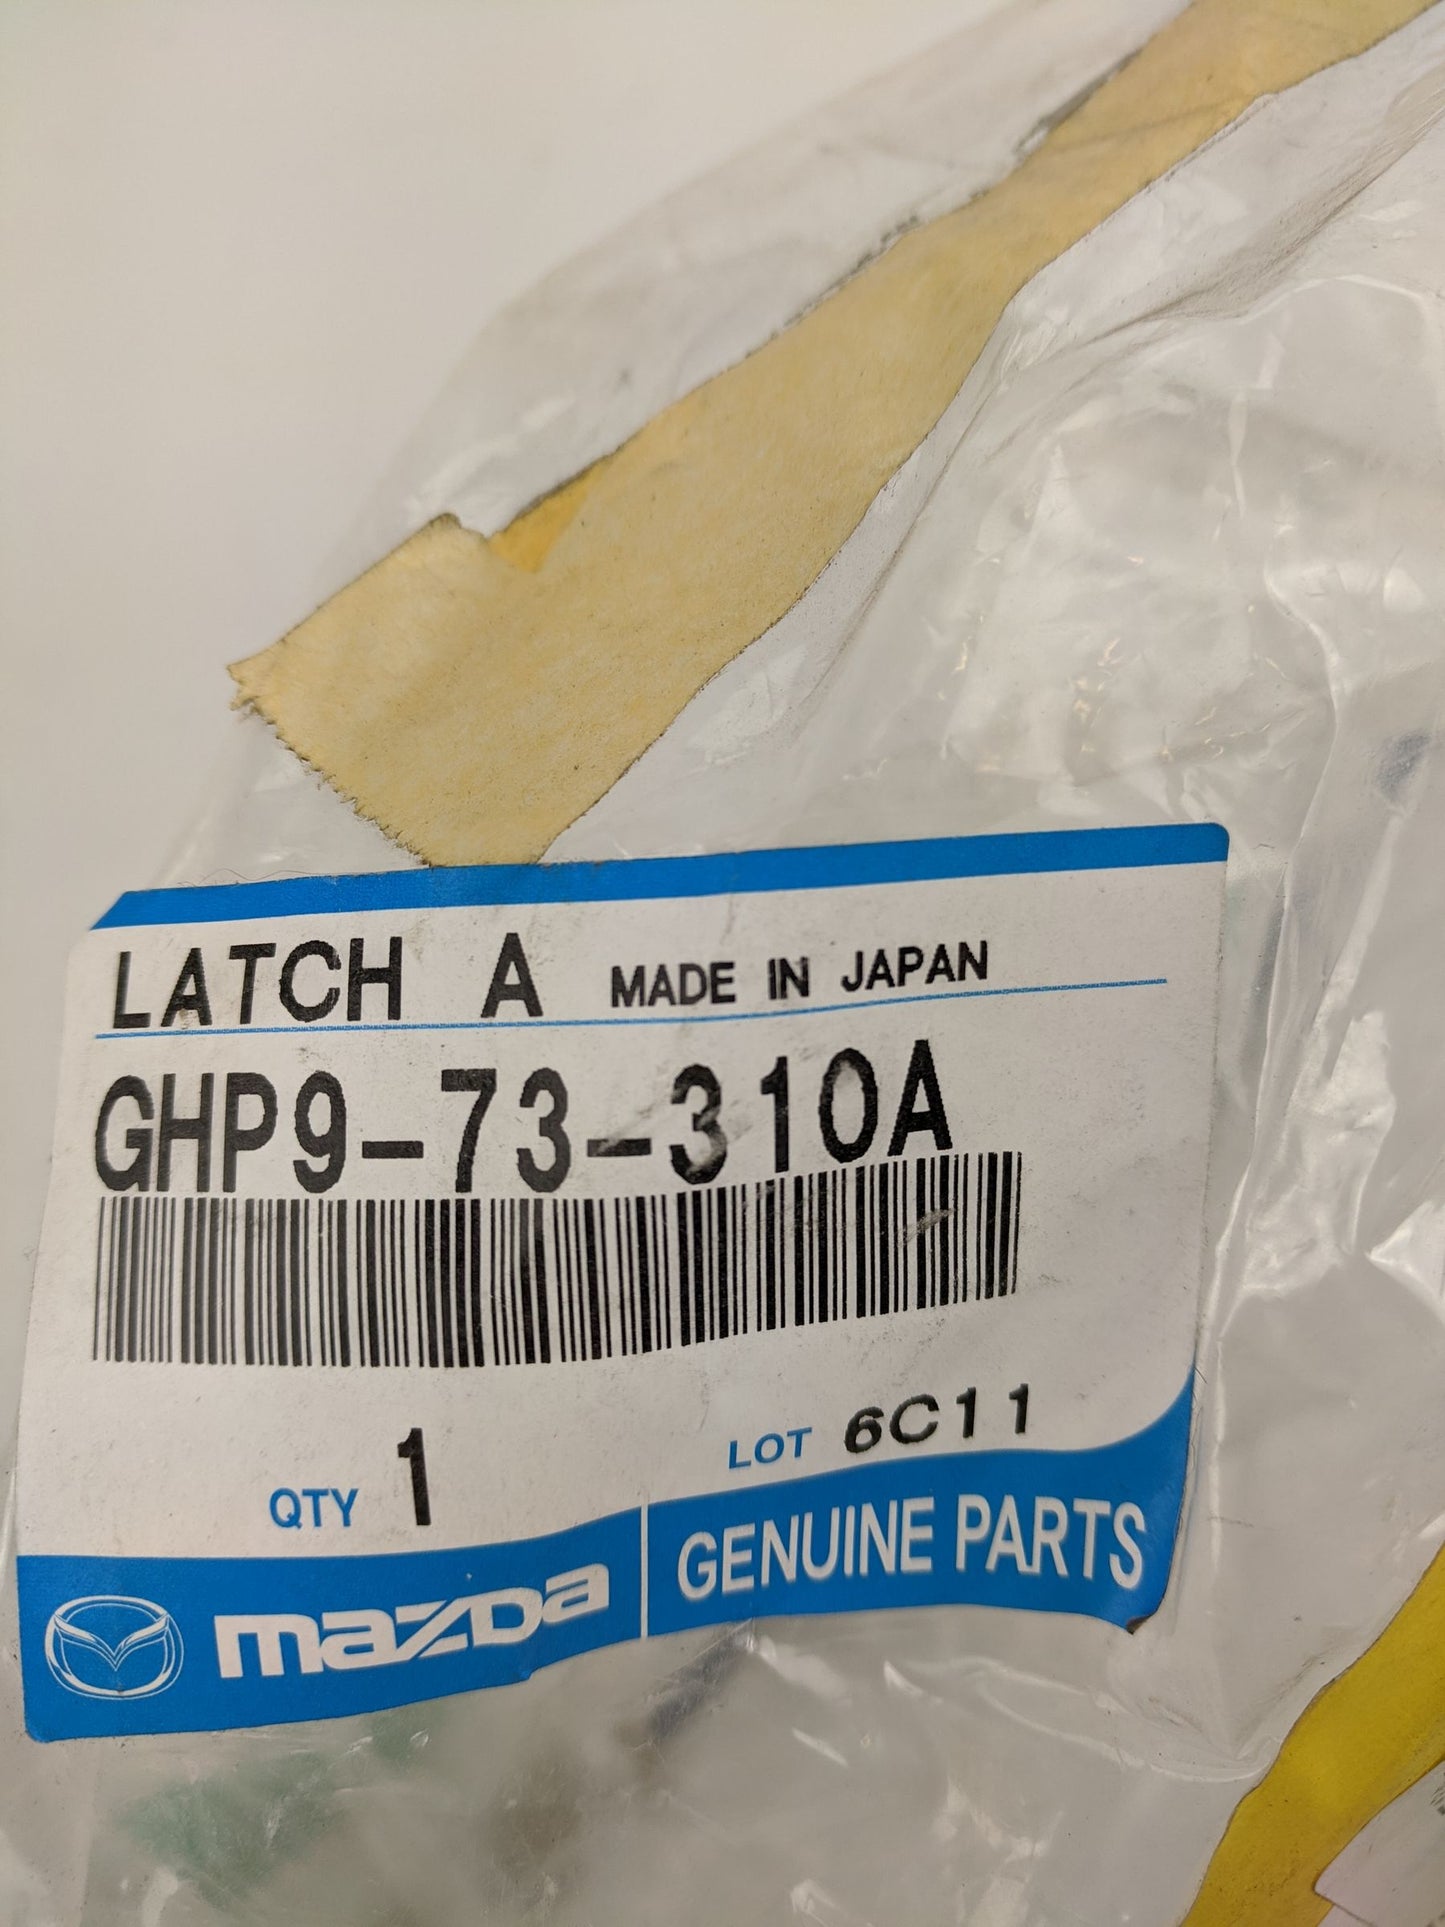 LATCH A MADE IN JAPAN
GHP9-73-310A
QTY 1 LOT 6C11
mazda GENUINE PARTS